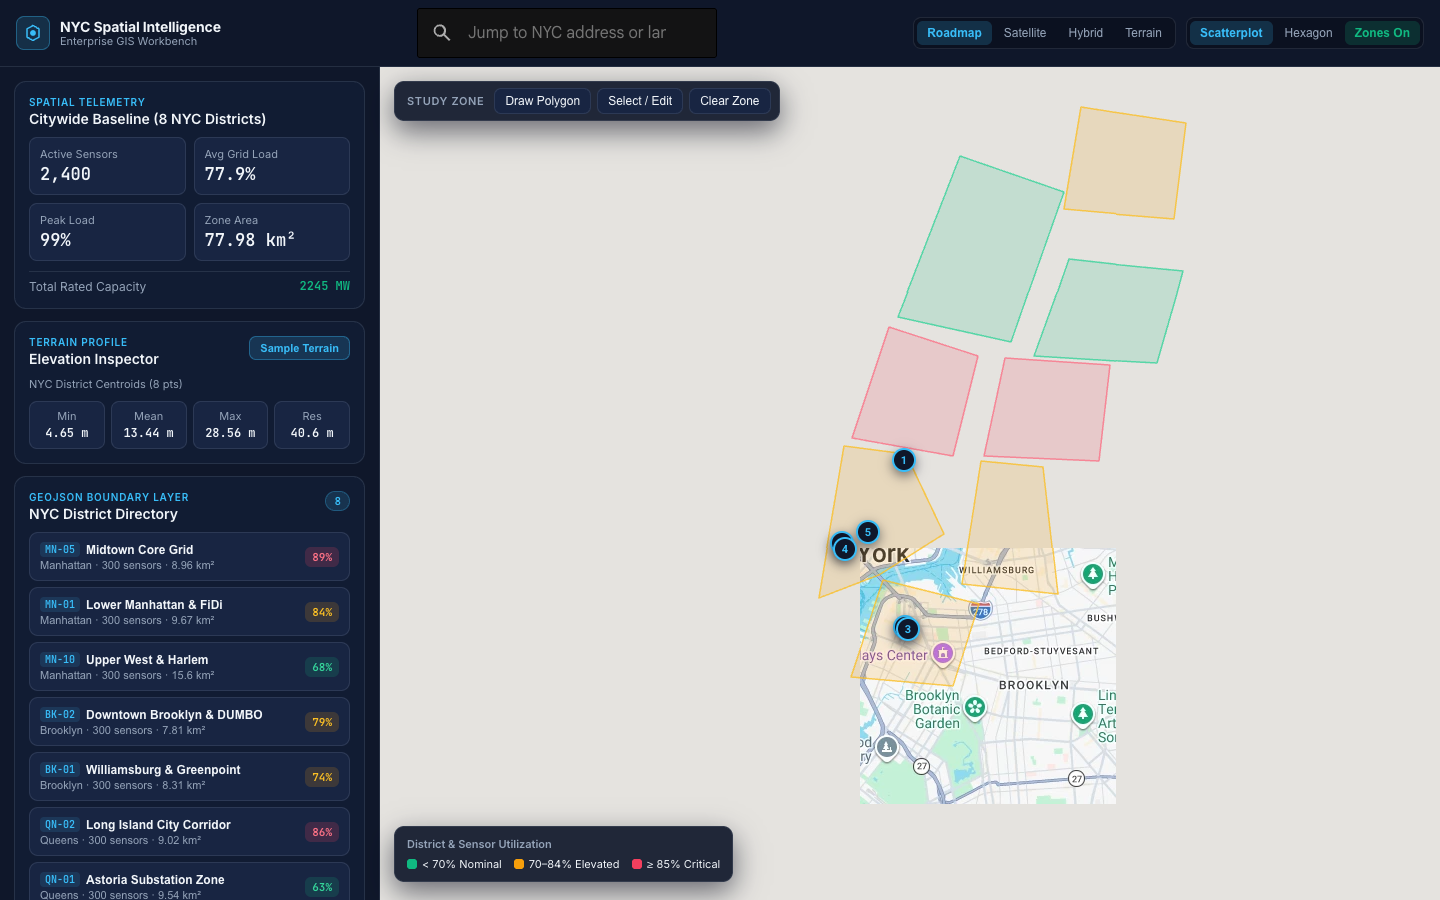 NYC Spatial Intelligence
Enterprise GIS Workbench
Jump to NYC address or lar
Roadmap Satellite Hybrid Terrain
Scatterplot Hexagon Zones On
SPATIAL TELEMETRY
Citywide Baseline (8 NYC Districts)
Active Sensors
2,400
Avg Grid Load
77.9%
Peak Load
99%
Zone Area
77.98 km²
Total Rated Capacity 2245 MW
TERRAIN PROFILE
Elevation Inspector
Sample Terrain
NYC District Centroids (8 pts)
Min
4.65 m
Mean
13.44 m
Max
28.56 m
Res
40.6 m
GEOJSON BOUNDARY LAYER
NYC District Directory
8
MN-05 Midtown Core Grid
Manhattan · 300 sensors · 8.96 km²
89%
MN-01 Lower Manhattan & FiDi
Manhattan · 300 sensors · 9.67 km²
84%
MN-10 Upper West & Harlem
Manhattan · 300 sensors · 15.6 km²
68%
BK-02 Downtown Brooklyn & DUMBO
Brooklyn · 300 sensors · 7.81 km²
79%
BK-01 Williamsburg & Greenpoint
Brooklyn · 300 sensors · 8.31 km²
74%
QN-02 Long Island City Corridor
Queens · 300 sensors · 9.02 km²
86%
QN-01 Astoria Substation Zone
Queens · 300 sensors · 9.54 km²
63%
STUDY ZONE Draw Polygon Select / Edit Clear Zone
1
5
4
York
WILLIAMSBURG
M
H
P
278
BUSHW
3
ays Center
BEDFORD-STUYVESANT
BROOKLYN
Brooklyn
Botanic
Garden
Lin
Ter
Art
Soc
od
ry
27
27
District & Sensor Utilization
< 70% Nominal 70–84% Elevated ≥ 85% Critical